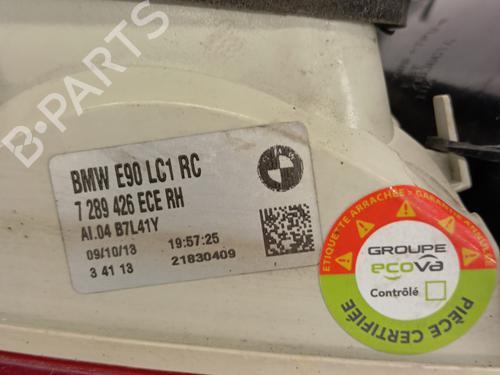 BMW E90 LC1 RC
7 289 426 ECE RH
AI.04 B7L41Y
09/10/13 19:57:25
3 41 13 21830409
ETIQUETTE ARRACHÉE = GARANTIE ANNULÉE
GROUPE
ecova
Contrôlé
PIÈCE CERTIFIÉE